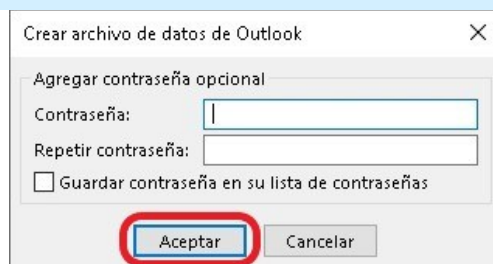 Crear archivo de datos de Outlook
Agregar contraseña opcional
Contraseña:
Repetir contraseña:
Guardar contraseña en su lista de contraseñas
Aceptar Cancelar